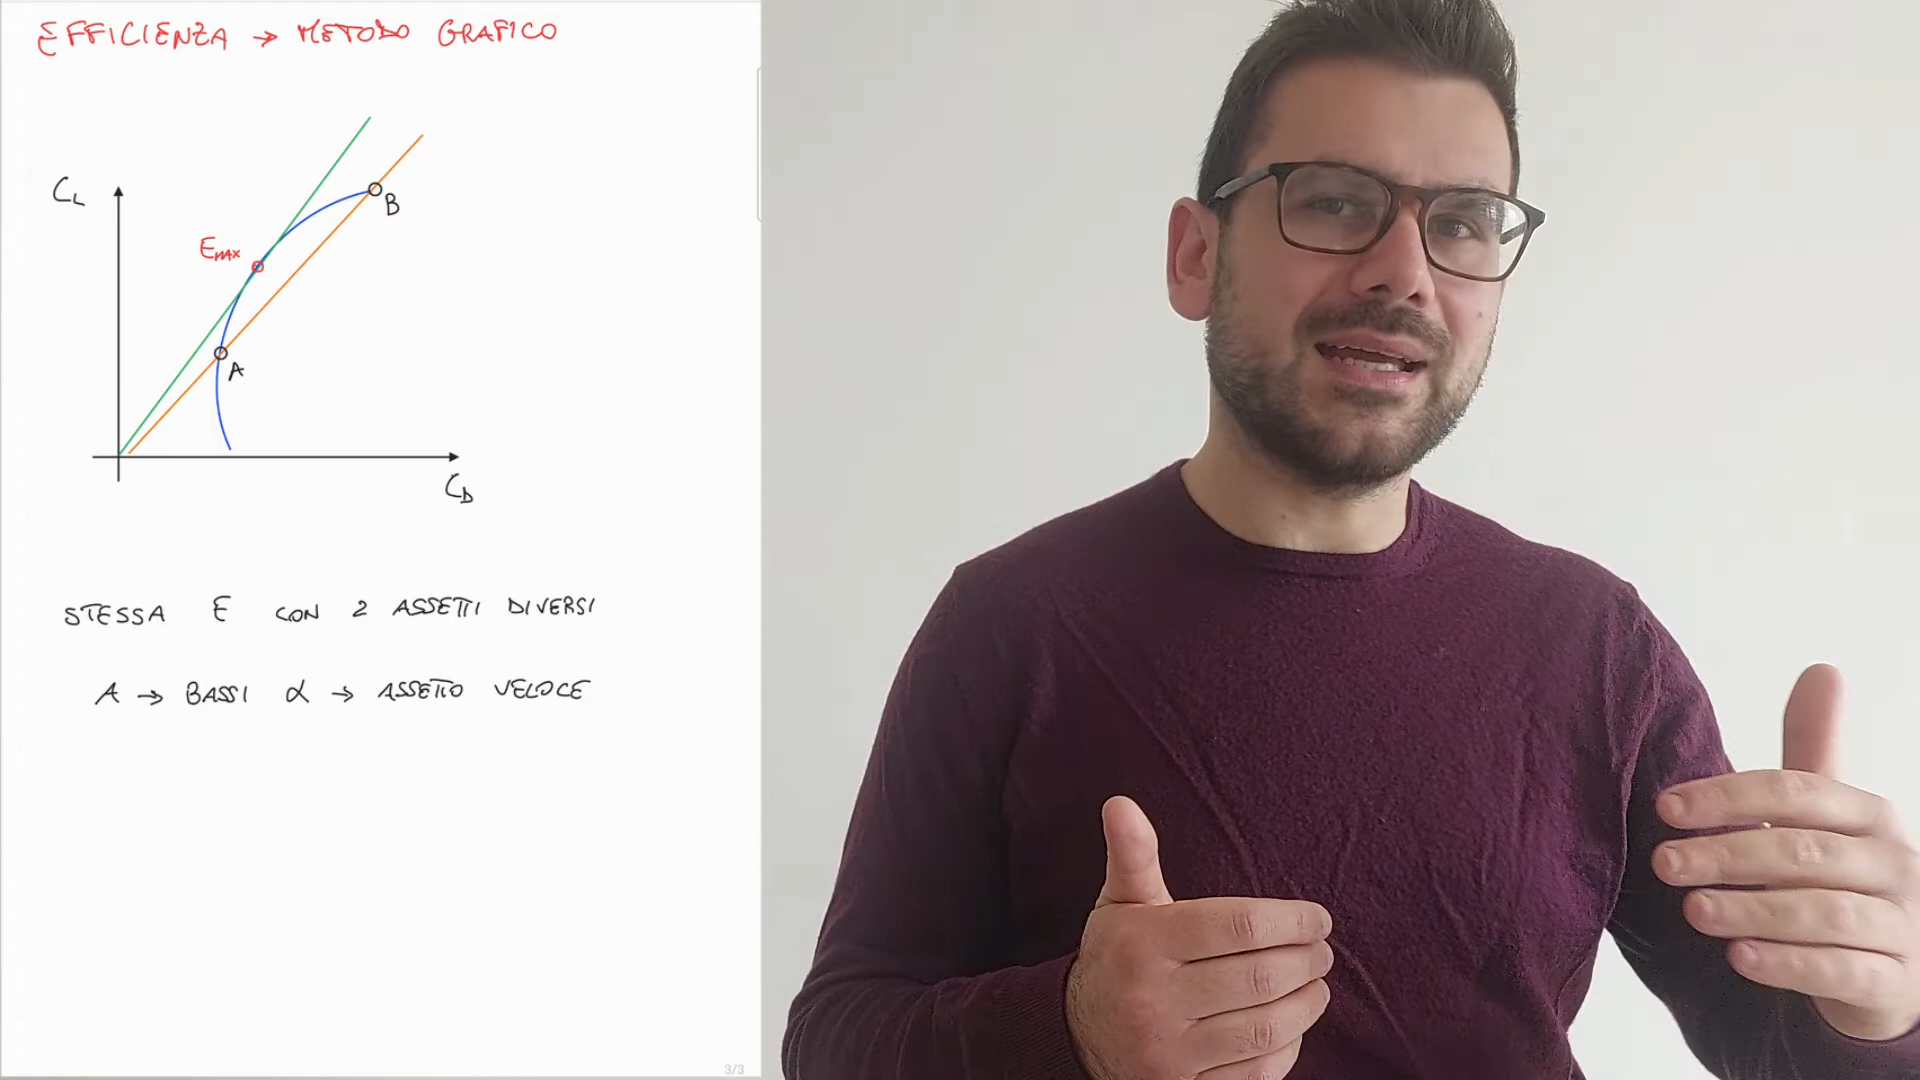 EFFICIENZA → METODO GRAFICO
CL
B
EMAX
A
CD
STESSA E CON 2 ASSETTI DIVERSI
A → BASSI α → ASSETTO VELOCE
3/3